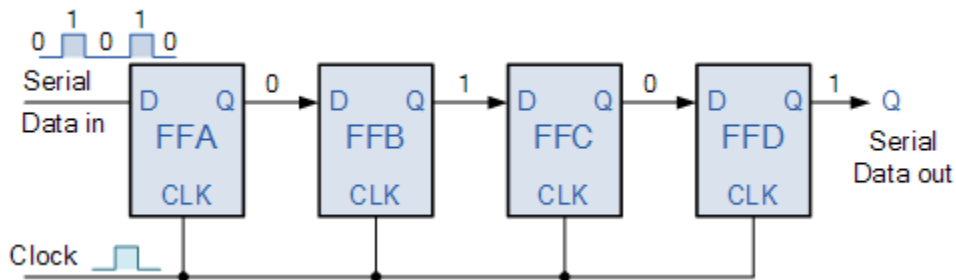 0 1 0 1 0
Serial
Data in
D Q
FFA
CLK
0
D Q
FFB
CLK
1
D Q
FFC
CLK
0
D Q
FFD
CLK
1
Q
Serial
Data out
Clock